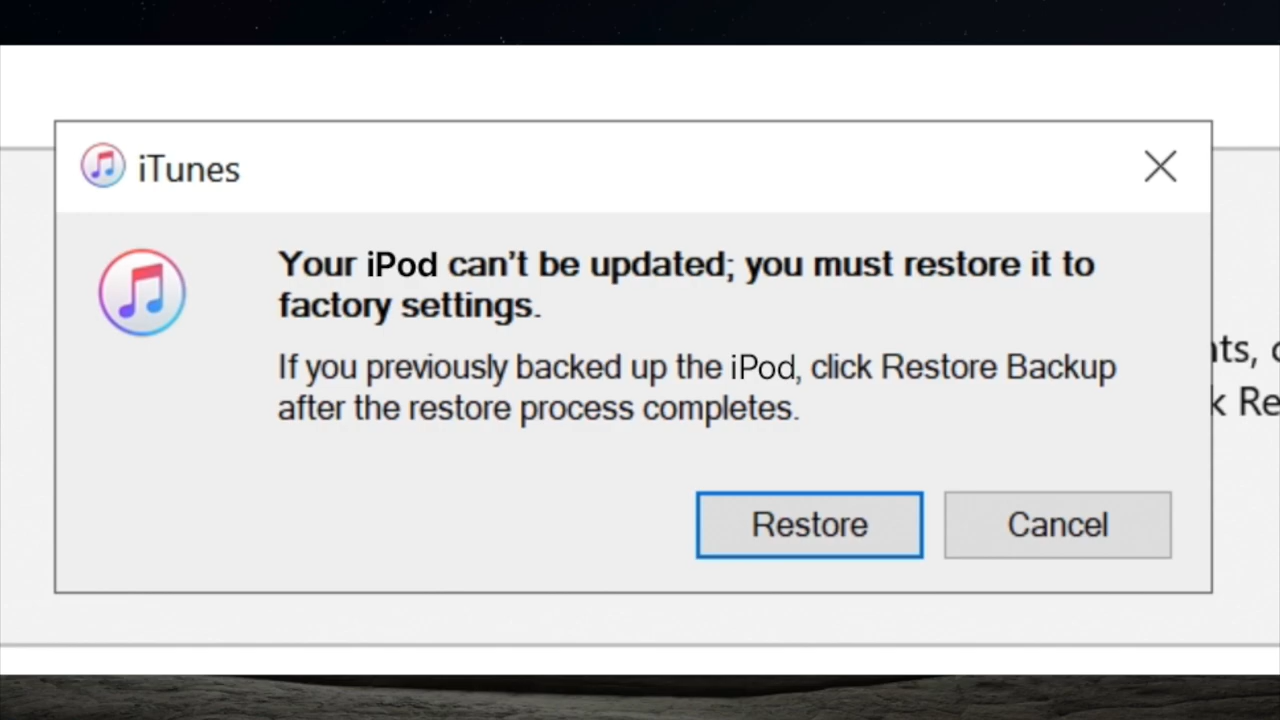 iTunes
Your iPod can't be updated; you must restore it to
factory settings.
If you previously backed up the iPod, click Restore Backup
after the restore process completes.
Restore
Cancel